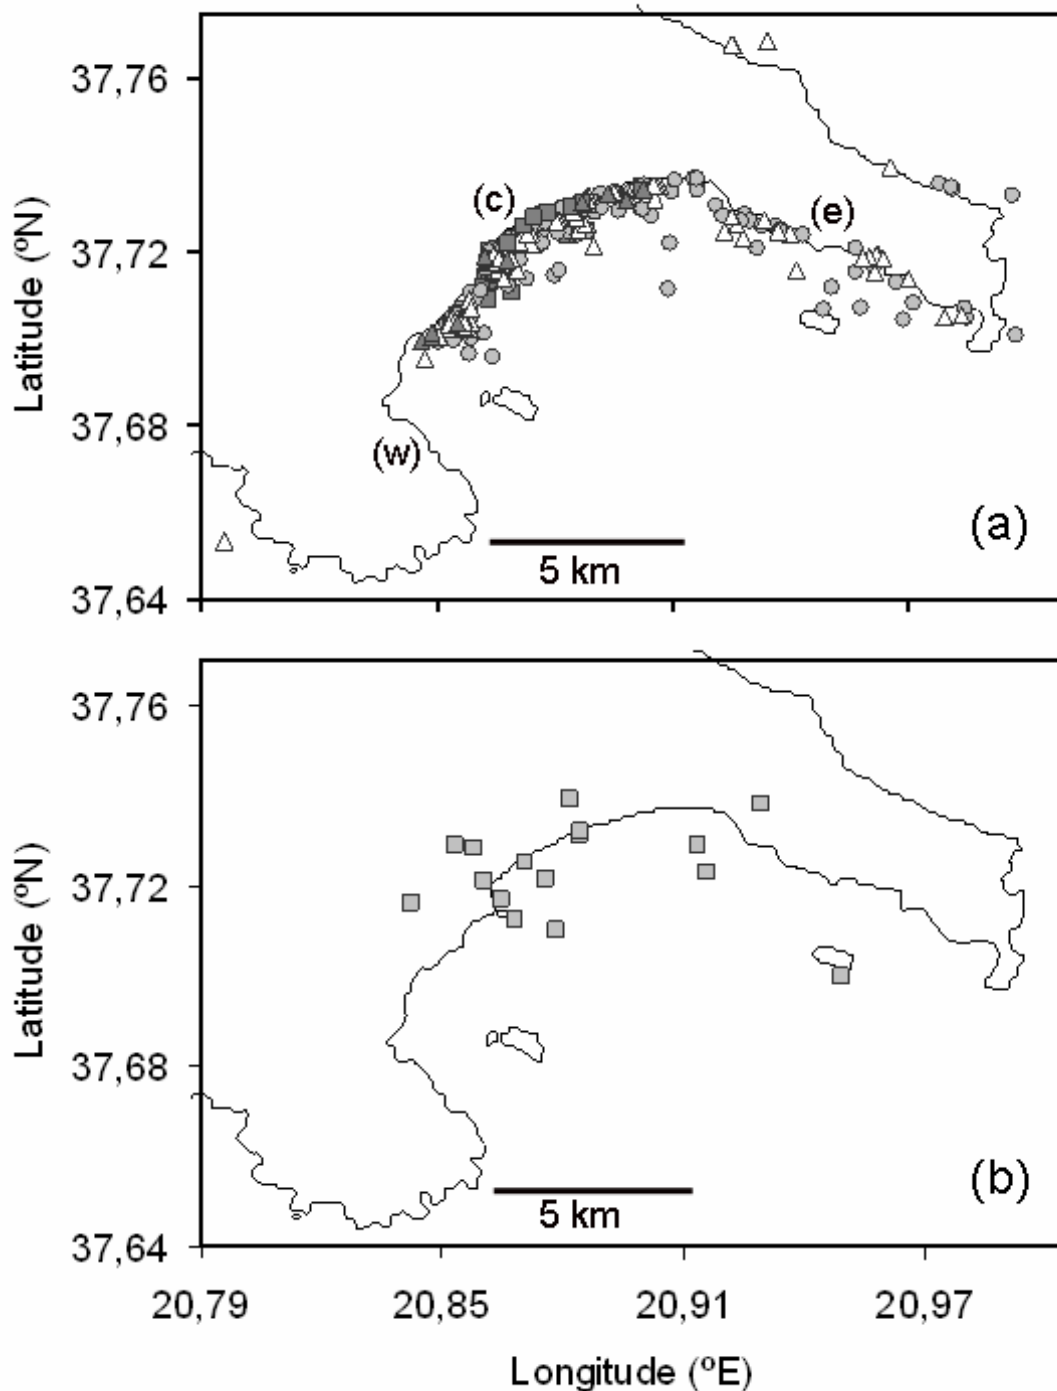 37,76
(c)
(e)
37,72
Latitude (ºN)
37,68
(w)
(a)
5 km
37,64
37,76
37,72
Latitude (ºN)
37,68
(b)
5 km
37,64
20,79 20,85 20,91 20,97
Longitude (ºE)